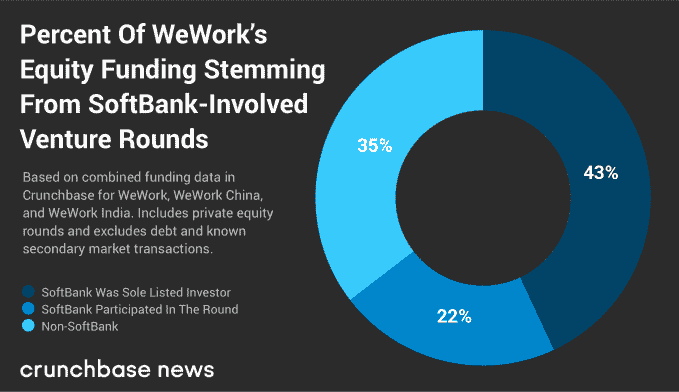 Percent Of WeWork's
Equity Funding Stemming
From SoftBank-Involved
Venture Rounds
Based on combined funding data in
Crunchbase for WeWork, WeWork China,
and WeWork India. Includes private equity
rounds and excludes debt and known
secondary market transactions.
SoftBank Was Sole Listed Investor
SoftBank Participated In The Round
Non-SoftBank
crunchbase news
35%
43%
22%